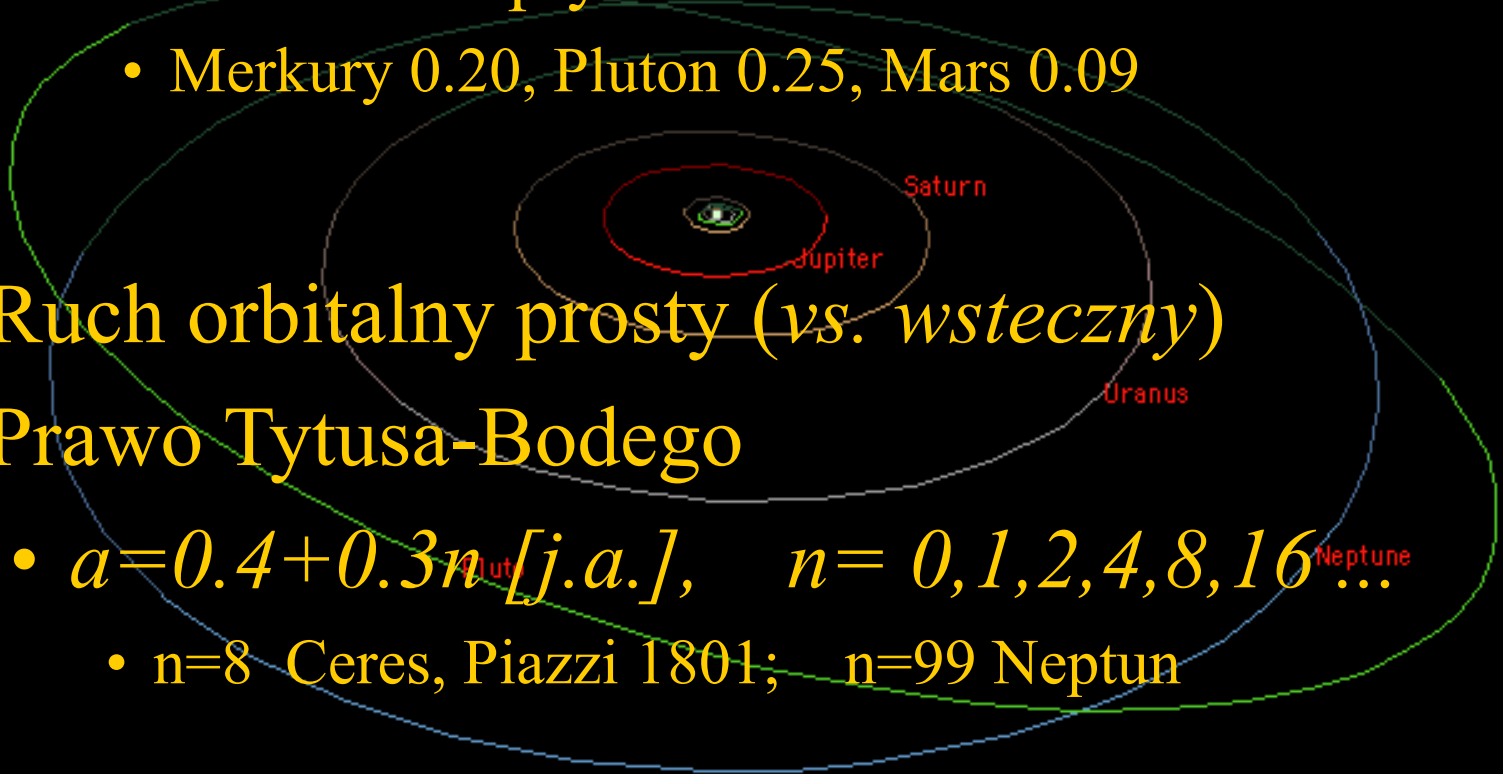 • Merkury 0.20, Pluton 0.25, Mars 0.09
Saturn
Jupiter
Ruch orbitalny prosty (vs. wsteczny)
Uranus
Prawo Tytusa-Bodego
• a=0.4+0.3n [j.a.], n= 0,1,2,4,8,16 ...
Pluto
Neptune
• n=8 Ceres, Piazzi 1801; n=99 Neptun